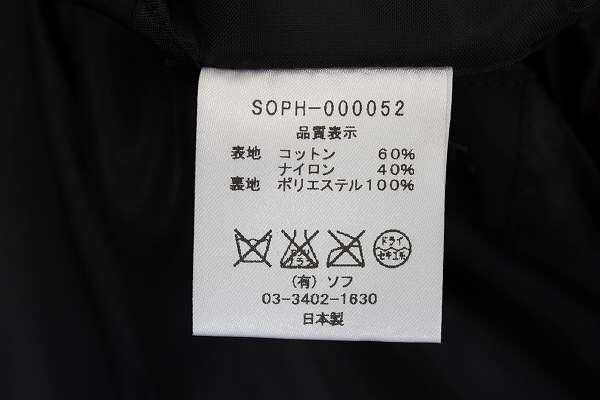 SOPH-000052
品質表示
表地 コットン 60%
ナイロン 40%
裏地 ポリエステル100%
ドライ
セキユ系
(有)ソフ
03-3402-1630
日本製